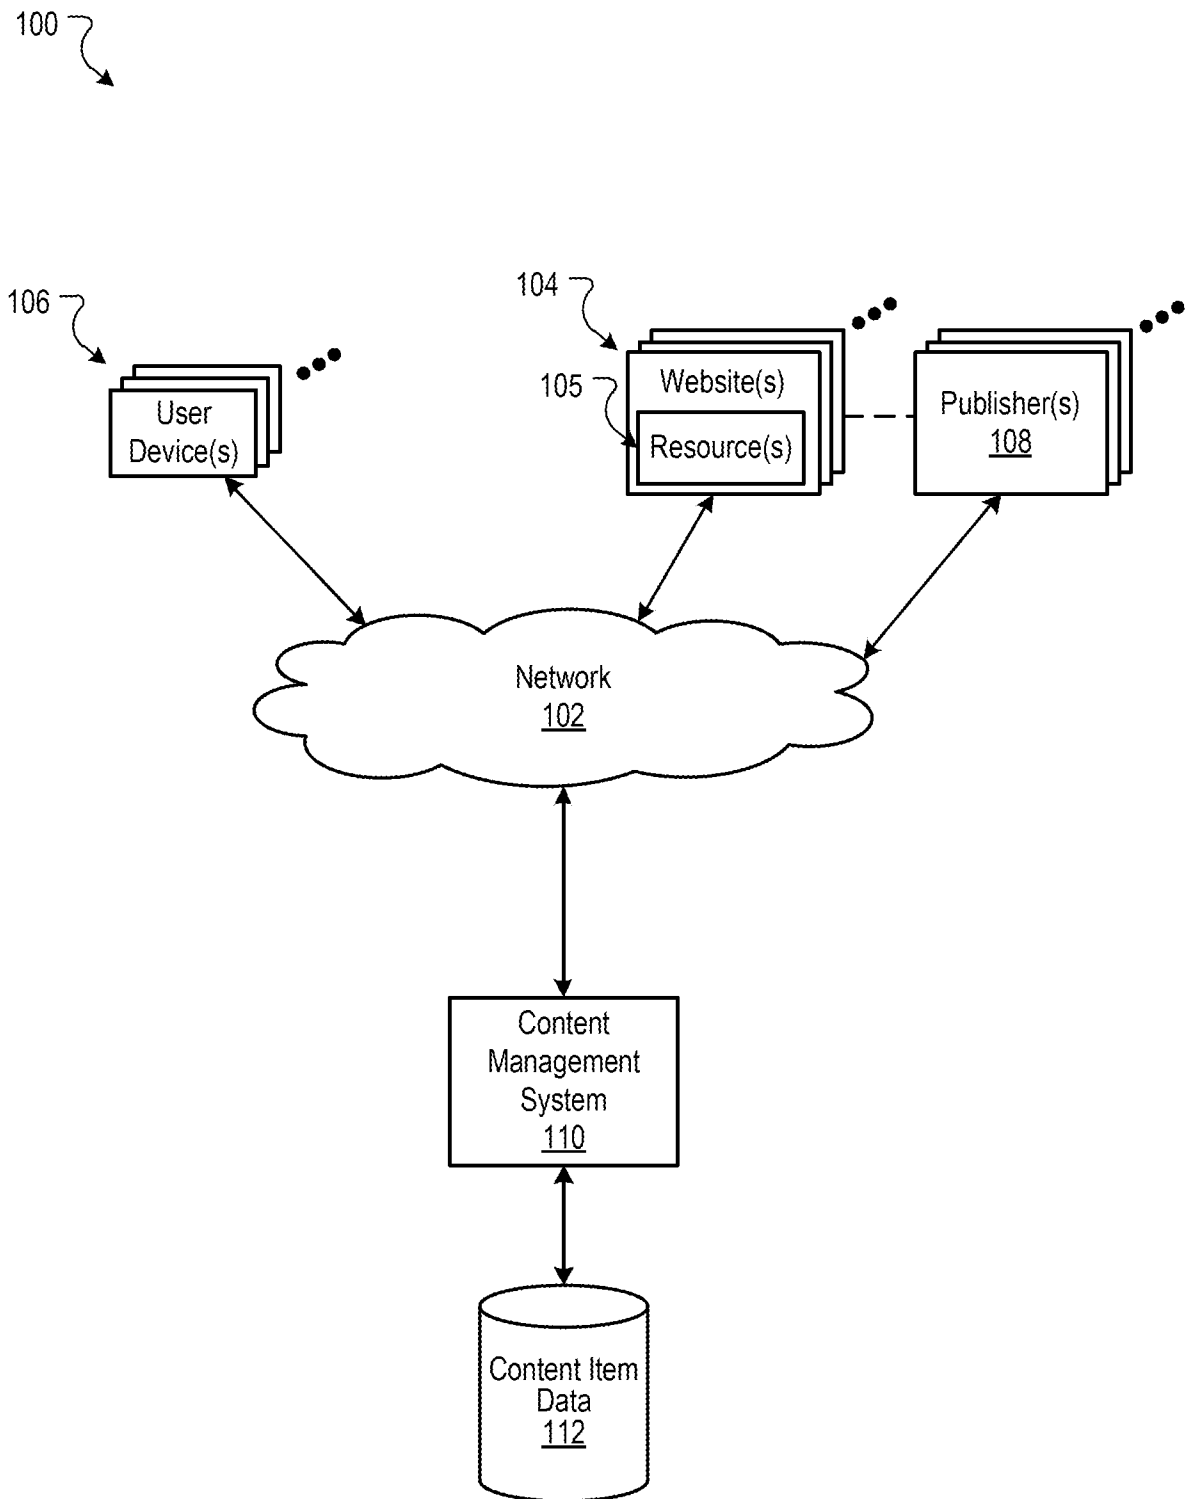 100
106
User
Device(s)
104
Website(s)
105
Resource(s)
Publisher(s)
108
Network
102
Content
Management
System
110
Content Item
Data
112